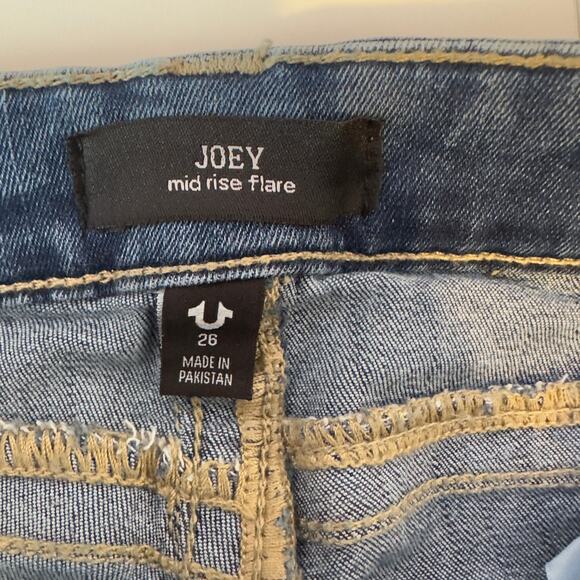 JOEY
mid rise flare
26
MADE IN
PAKISTAN